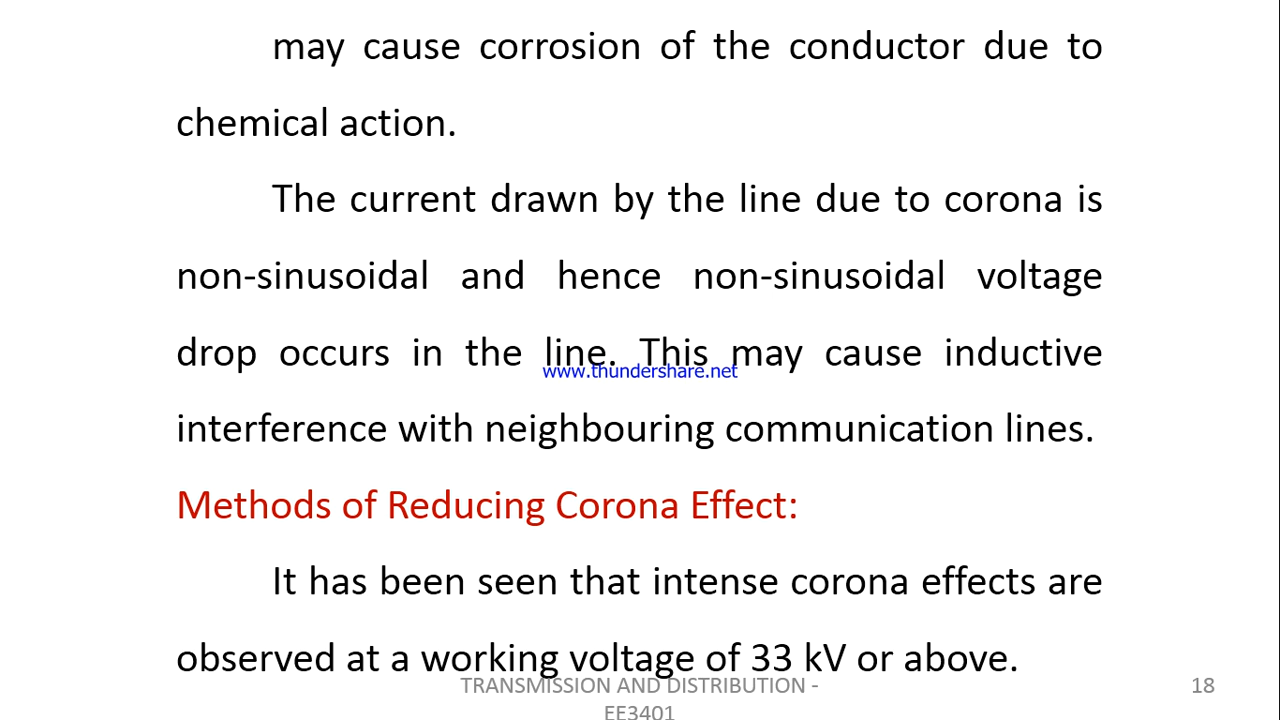 may cause corrosion of the conductor due to
chemical action.
The current drawn by the line due to corona is
non-sinusoidal and hence non-sinusoidal voltage
drop occurs in the line. This may cause inductive
www.thundershare.net
interference with neighbouring communication lines.
Methods of Reducing Corona Effect:
It has been seen that intense corona effects are
observed at a working voltage of 33 kV or above.
TRANSMISSION AND DISTRIBUTION -
EE3401
18